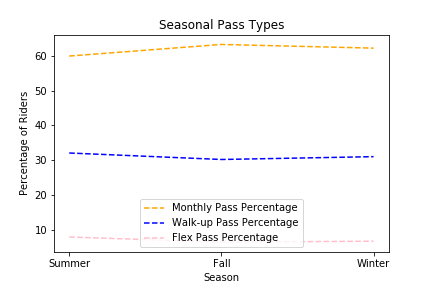 Seasonal Pass Types
Percentage of Riders
60
50
40
30
20
10
Monthly Pass Percentage
Walk-up Pass Percentage
Flex Pass Percentage
Summer Fall Winter
Season